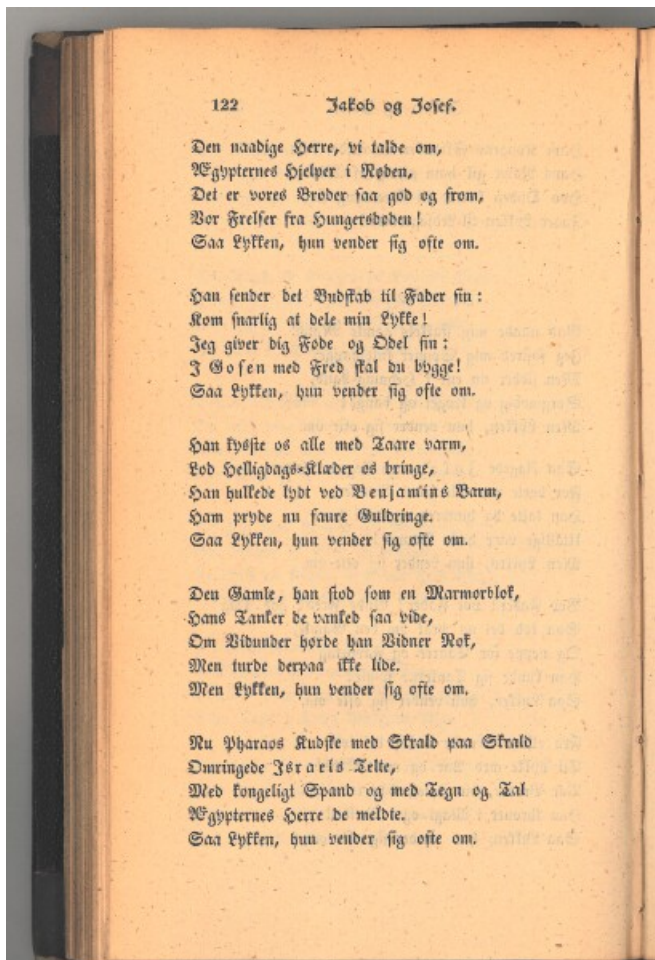 122 Jakob og Josef.
Den naadige Herre, vi talde om,
Ægypternes Hjelper i Nøden,
Det er vores Broder saa god og from,
Vor Frelser fra Hungersdøden!
Saa Lykken, hun vender sig ofte om.
Han sender det Budskab til Fader sin:
Kom snarlig at dele min Lykke!
Jeg giver dig Føde og Odel fin:
I Gosen med Fred skal du bygge!
Saa Lykken, hun vender sig ofte om.
Han kysste os alle med Taare varm,
Lod Helligdags-Klæder os bringe,
Han hulkede lydt ved Benjamins Barm,
Ham pryde nu faure Guldringe.
Saa Lykken, hun vender sig ofte om.
Den Gamle, han stod som en Marmorblok,
Hans Tanker de vanked saa vide,
Om Vidunder hørde han Vidner Nok,
Men turde derpaa ikke lide.
Men Lykken, hun vender sig ofte om.
Nu Pharaos Kudske med Skrald paa Skrald
Omringede Israels Telte,
Med kongeligt Spand og med Tegn og Tal
Ægypternes Herre de meldte.
Saa Lykken, hun vender sig ofte om.